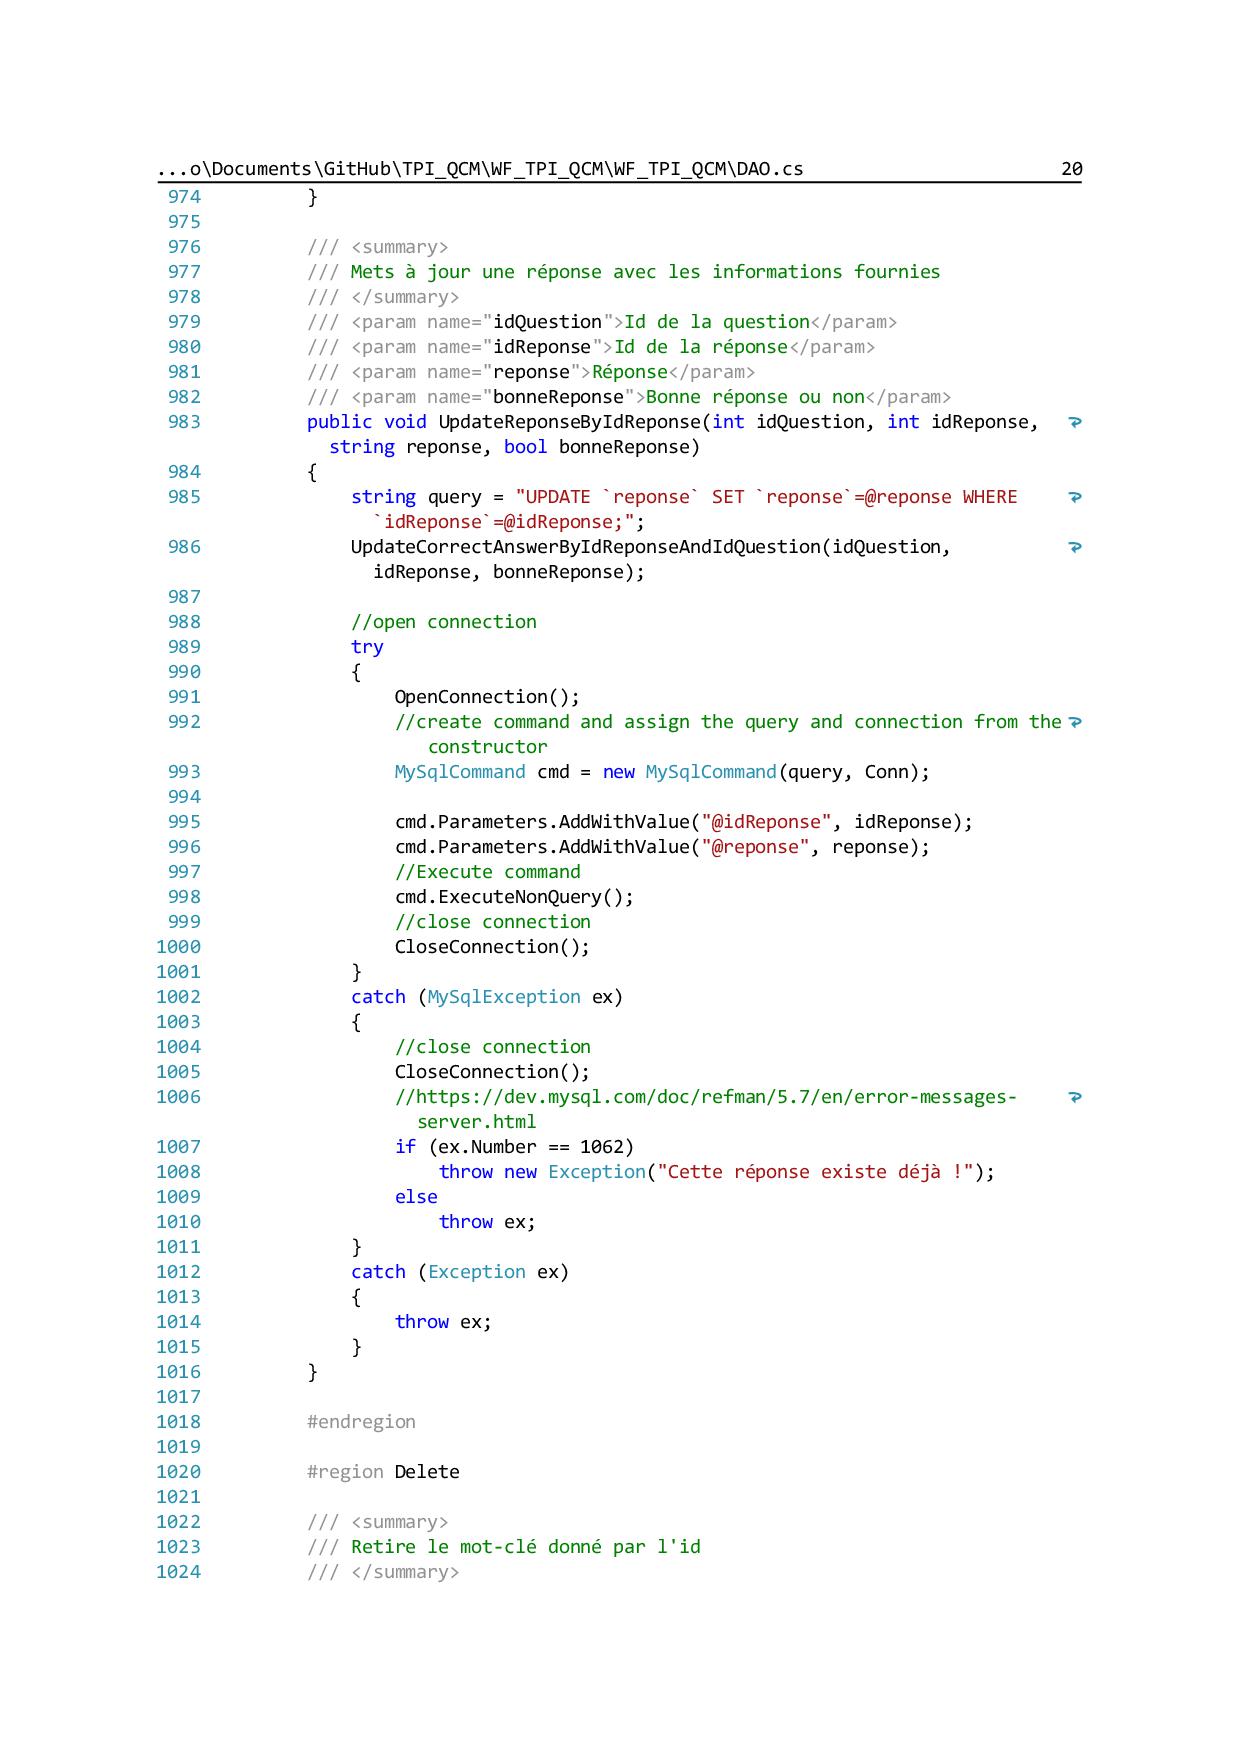 ...o\Documents\GitHub\TPI_QCM\WF_TPI_QCM\WF_TPI_QCM\DAO.cs 20
974 }
975
976 /// <summary>
977 /// Mets à jour une réponse avec les informations fournies
978 /// </summary>
979 /// <param name="idQuestion">Id de la question</param>
980 /// <param name="idReponse">Id de la réponse</param>
981 /// <param name="reponse">Réponse</param>
982 /// <param name="bonneReponse">Bonne réponse ou non</param>
983 public void UpdateReponseByIdReponse(int idQuestion, int idReponse,
string reponse, bool bonneReponse)
984 {
985 string query = "UPDATE `reponse` SET `reponse`=@reponse WHERE
`idReponse`=@idReponse;";
986 UpdateCorrectAnswerByIdReponseAndIdQuestion(idQuestion,
idReponse, bonneReponse);
987
988 //open connection
989 try
990 {
991 OpenConnection();
992 //create command and assign the query and connection from the
constructor
993 MySqlCommand cmd = new MySqlCommand(query, Conn);
994
995 cmd.Parameters.AddWithValue("@idReponse", idReponse);
996 cmd.Parameters.AddWithValue("@reponse", reponse);
997 //Execute command
998 cmd.ExecuteNonQuery();
999 //close connection
1000 CloseConnection();
1001 }
1002 catch (MySqlException ex)
1003 {
1004 //close connection
1005 CloseConnection();
1006 //https://dev.mysql.com/doc/refman/5.7/en/error-messages-
server.html
1007 if (ex.Number == 1062)
1008 throw new Exception("Cette réponse existe déjà !");
1009 else
1010 throw ex;
1011 }
1012 catch (Exception ex)
1013 {
1014 throw ex;
1015 }
1016 }
1017
1018 #endregion
1019
1020 #region Delete
1021
1022 /// <summary>
1023 /// Retire le mot-clé donné par l'id
1024 /// </summary>